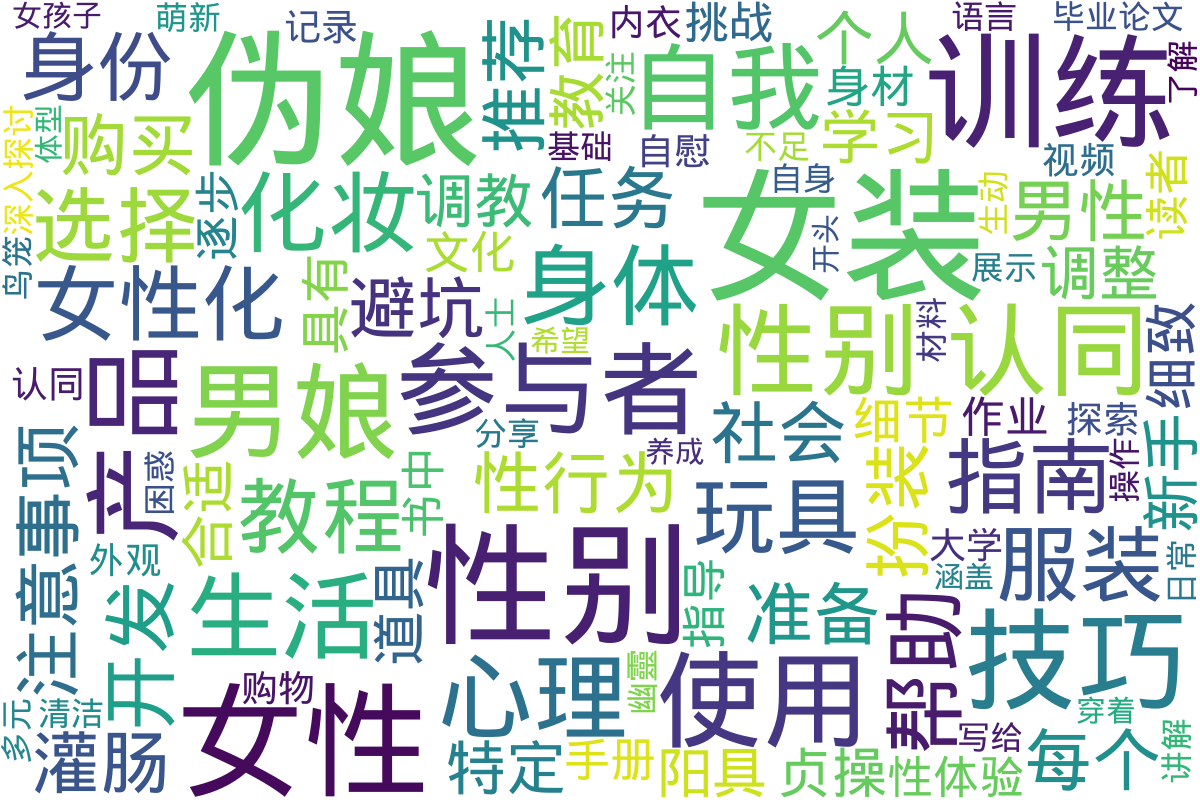 女孩子
萌新
记录
内衣
挑战
语言
毕业论文
身份
伪娘
推荐
教育
关注
自我
个人
身材
训练
了解
深入探讨
体型
购买
基础
自慰
不足
学习
视频
读者
选择
逐步
化妆
调教
任务
自身
女装
生动
男性
鸟笼
女性化
具有
文化
避坑
人士
希望
身体
开头
展示
调整
材料
性别认同
细致
认同
产品
男娘
参与者
分享
养成
社会
细节
作业
探索
操作
新手
注意事项
困惑
合适
教程
书中
性行为
玩具
扮装
指南
外观
开发
生活
道具
性别
指导
准备
大学
涵盖
服装
日常
多元
清洁
灌肠
购物
女性
心理
幽靈
使用
帮助
技巧
特定
手册
阳具
贞操
性体验
写给
每个
穿着
讲解